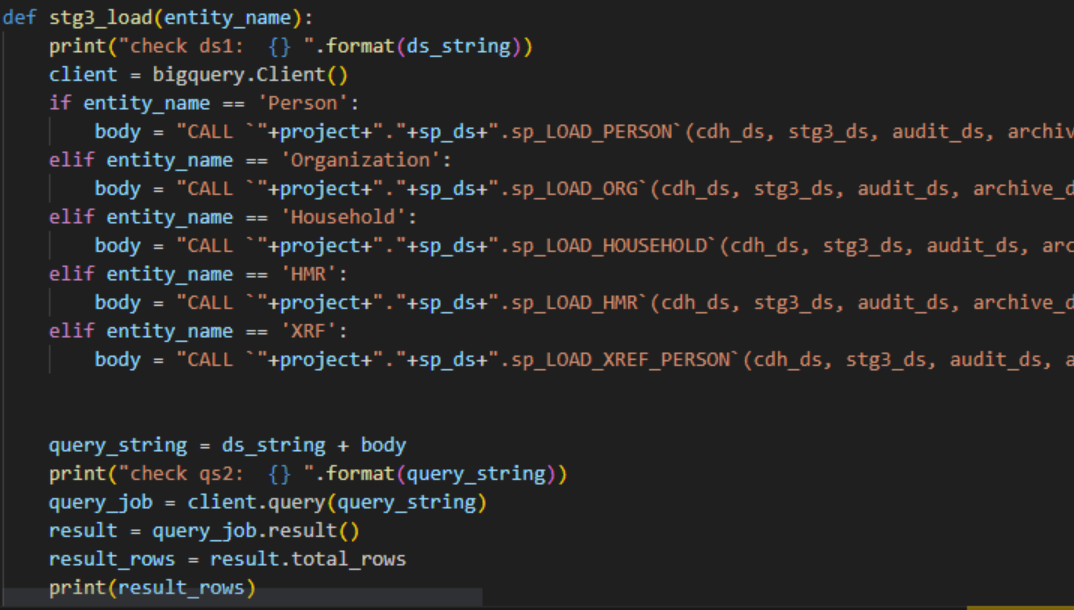 def stg3_load(entity_name):
    print("check ds1:  {} ".format(ds_string))
    client = bigquery.Client()
    if entity_name == 'Person':
        body = "CALL `"+project+"."+sp_ds+".sp_LOAD_PERSON`(cdh_ds, stg3_ds, audit_ds, archiv
    elif entity_name == 'Organization':
        body = "CALL `"+project+"."+sp_ds+".sp_LOAD_ORG`(cdh_ds, stg3_ds, audit_ds, archive_d
    elif entity_name == 'Household':
        body = "CALL `"+project+"."+sp_ds+".sp_LOAD_HOUSEHOLD`(cdh_ds, stg3_ds, audit_ds, arc
    elif entity_name == 'HMR':
        body = "CALL `"+project+"."+sp_ds+".sp_LOAD_HMR`(cdh_ds, stg3_ds, audit_ds, archive_d
    elif entity_name == 'XRF':
        body = "CALL `"+project+"."+sp_ds+".sp_LOAD_XREF_PERSON`(cdh_ds, stg3_ds, audit_ds, a
    query_string = ds_string + body
    print("check qs2:  {} ".format(query_string))
    query_job = client.query(query_string)
    result = query_job.result()
    result_rows = result.total_rows
    print(result_rows)